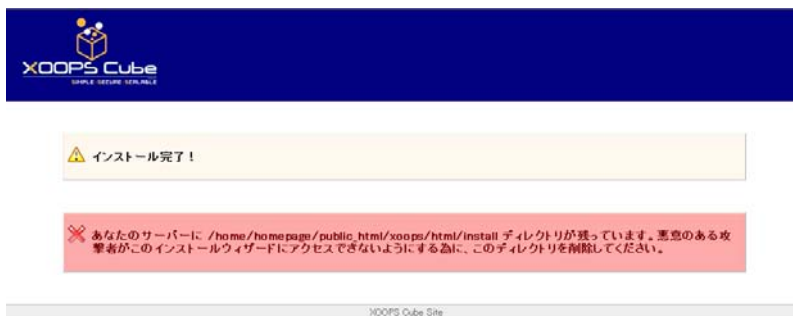 XOOPS Cube
SIMPLE SECURE SCALABLE
インストール完了！
あなたのサーバーに /home/homepage/public_html/xoops/html/install ディレクトリが残っています。悪意のある攻
撃者がこのインストールウィザードにアクセスできないようにする為に、このディレクトリを削除してください。
XOOPS Cube Site